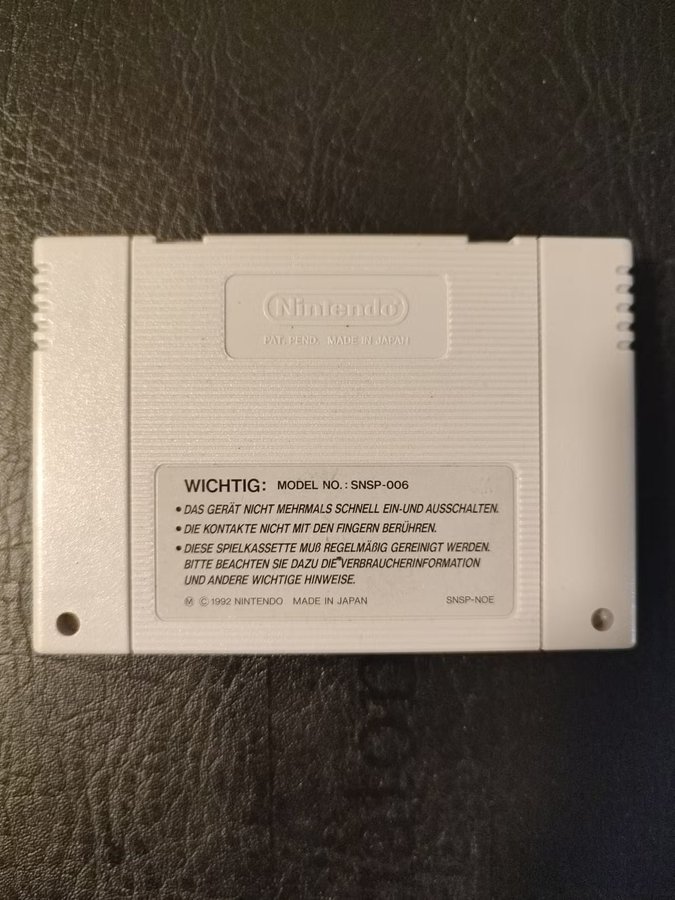 Nintendo
PAT. PEND. MADE IN JAPAN
WICHTIG: MODEL NO.: SNSP-006
• DAS GERÄT NICHT MEHRMALS SCHNELL EIN-UND AUSSCHALTEN.
• DIE KONTAKTE NICHT MIT DEN FINGERN BERÜHREN.
• DIESE SPIELKASSETTE MUß REGELMÄßIG GEREINIGT WERDEN.
BITTE BEACHTEN SIE DAZU DIE VERBRAUCHERINFORMATION
UND ANDERE WICHTIGE HINWEISE.
Ⓜ © 1992 NINTENDO MADE IN JAPAN SNSP-NOE